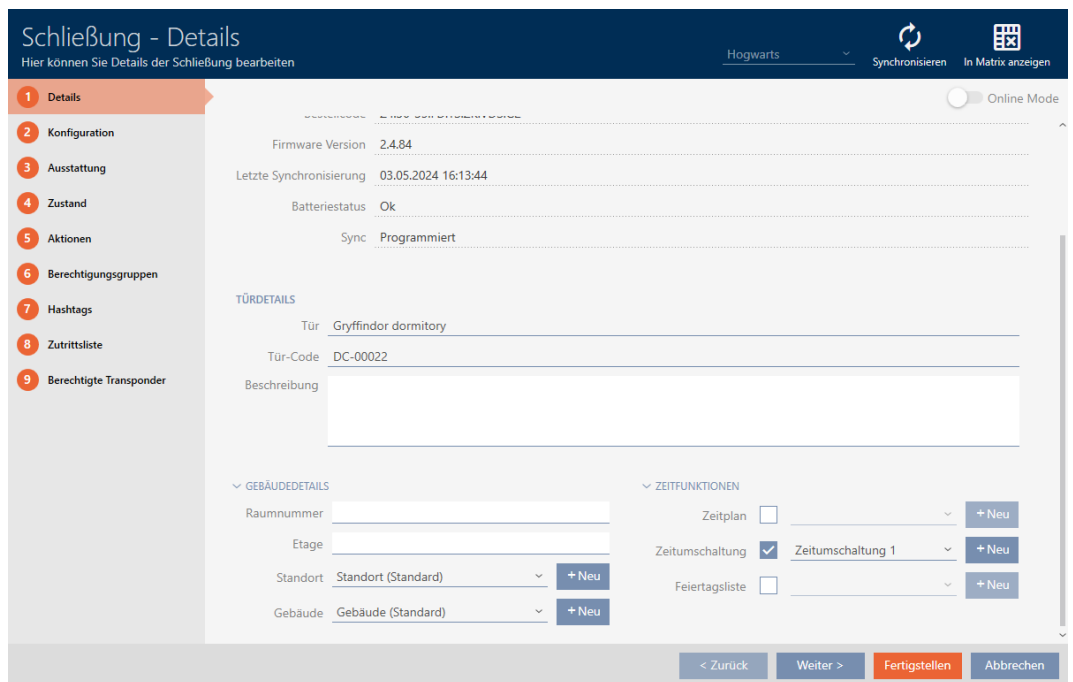 Schließung - Details
Hier können Sie Details der Schließung bearbeiten
Hogwarts
Synchronisieren
In Matrix anzeigen
1 Details
2 Konfiguration
3 Ausstattung
4 Zustand
5 Aktionen
6 Berechtigungsgruppen
7 Hashtags
8 Zutrittsliste
9 Berechtigte Transponder
Online Mode
Firmware Version 2.4.84
Letzte Synchronisierung 03.05.2024 16:13:44
Batteriestatus Ok
Sync Programmiert
TÜRDETAILS
Tür Gryffindor dormitory
Tür-Code DC-00022
Beschreibung
GEBÄUDEDETAILS
Raumnummer
Etage
Standort Standort (Standard) + Neu
Gebäude Gebäude (Standard) + Neu
ZEITFUNKTIONEN
Zeitplan + Neu
Zeitumschaltung Zeitumschaltung 1 + Neu
Feiertagsliste + Neu
< Zurück
Weiter >
Fertigstellen
Abbrechen